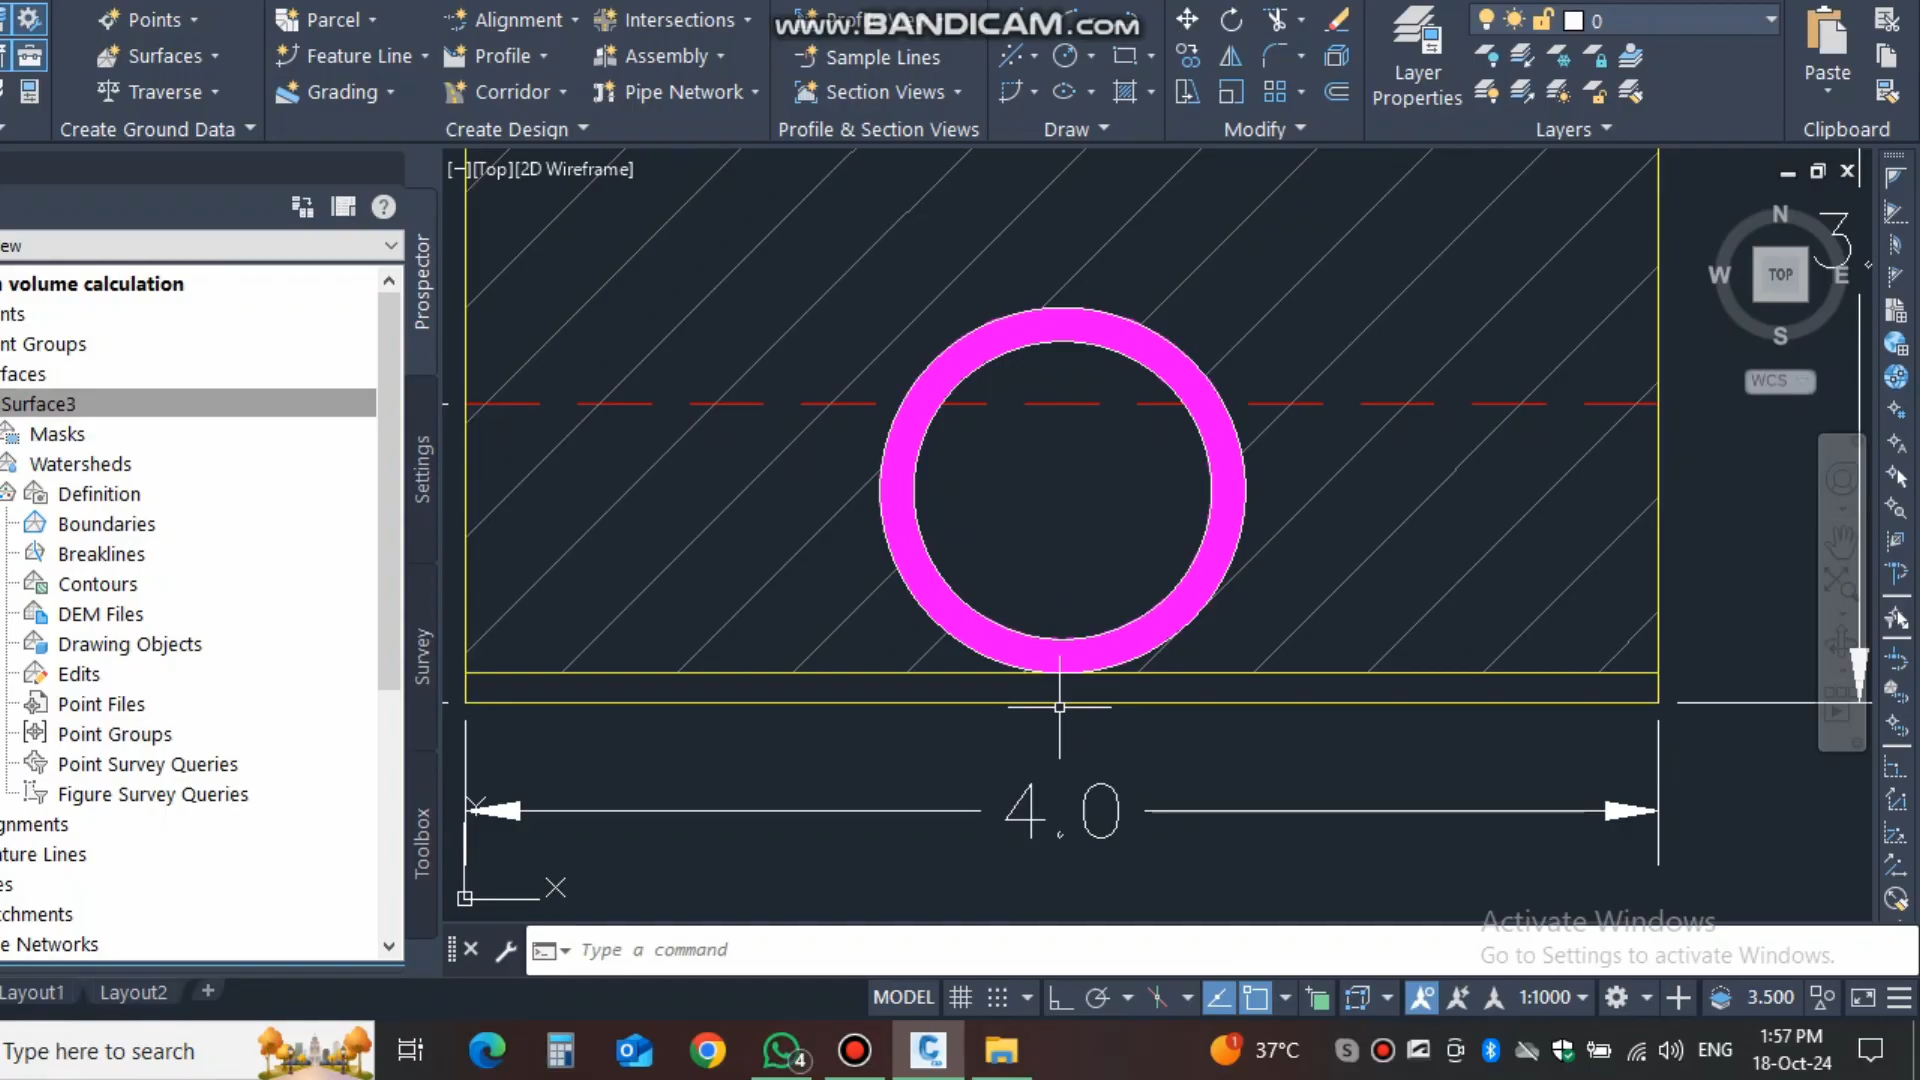 Points
Parcel
Alignment
Intersections
www.BANDICAM.com
0
Surfaces
Feature Line
Profile
Assembly
Sample Lines
Layer
Properties
Paste
Traverse
Grading
Corridor
Pipe Network
Section Views
Create Ground Data
Create Design
Profile & Section Views
Draw
Modify
Layers
Clipboard
[−][Top][2D Wireframe]
ew
volume calculation
nts
nt Groups
faces
Surface3
Masks
Watersheds
Definition
Boundaries
Breaklines
Contours
DEM Files
Drawing Objects
Edits
Point Files
Point Groups
Point Survey Queries
Figure Survey Queries
gnments
ture Lines
es
chments
e Networks
Prospector
Settings
Survey
Toolbox
N
W
TOP
E
S
WCS
3.
4.0
X
Activate Windows
Go to Settings to activate Windows.
Type a command
Layout1
Layout2
+
MODEL
1:1000
3.500
Type here to search
4
1
37°C
ENG
1:57 PM
18-Oct-24